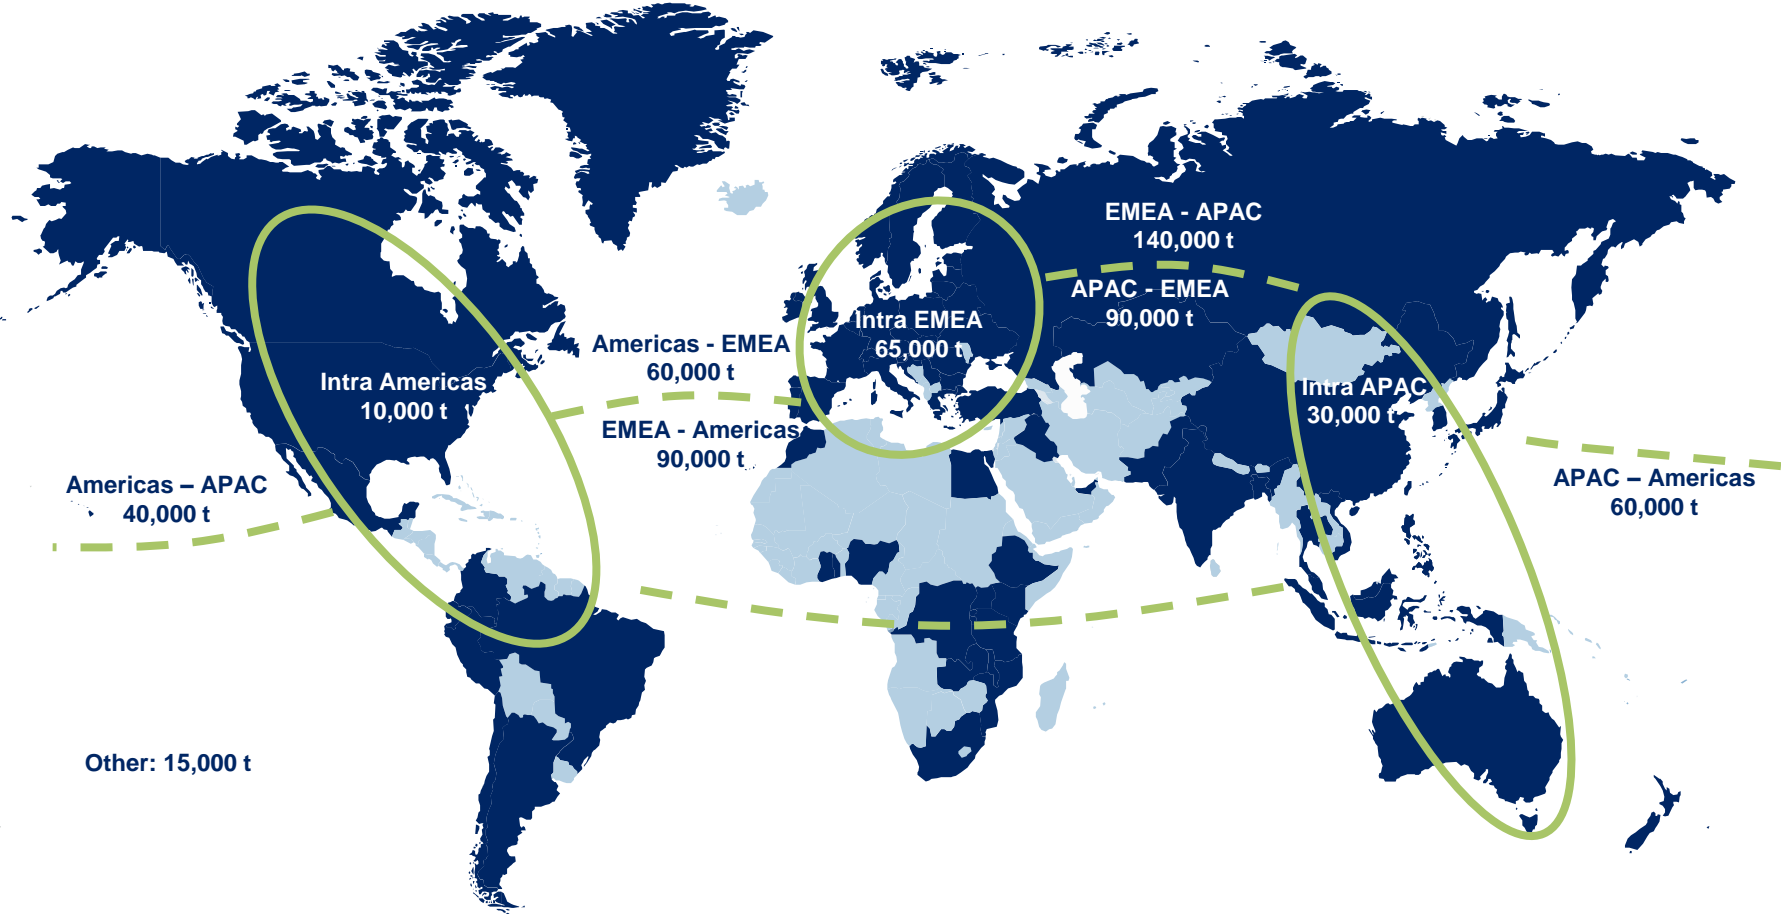 EMEA - APAC
140,000 t
APAC - EMEA
90,000 t
Intra EMEA
65,000 t
Americas - EMEA
60,000 t
Intra Americas
10,000 t
Intra APAC
30,000 t
EMEA - Americas
90,000 t
Americas – APAC
40,000 t
APAC – Americas
60,000 t
Other: 15,000 t